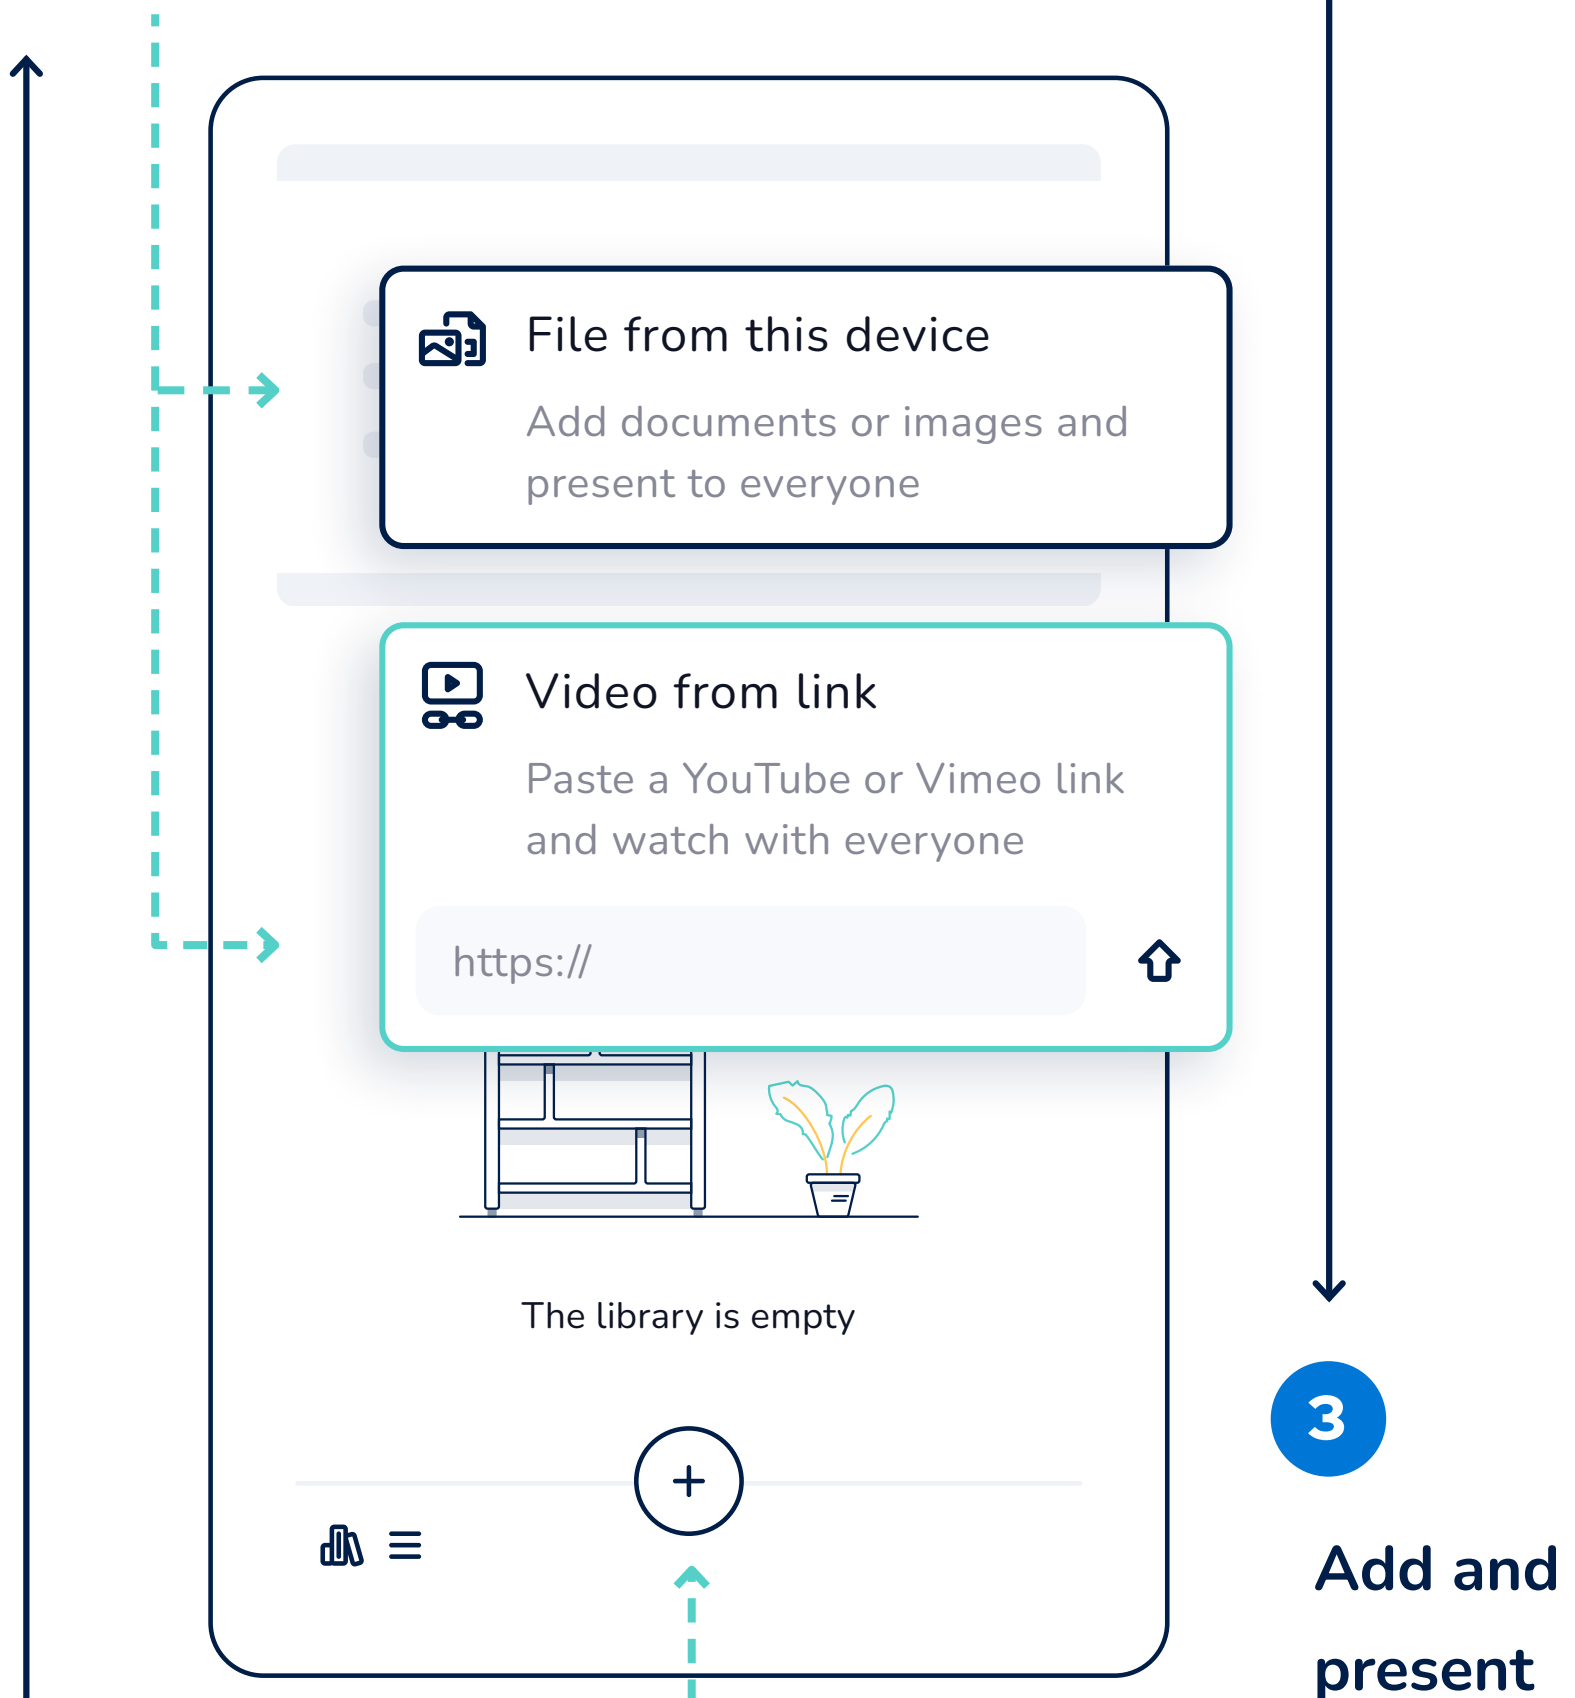 File from this device
Add documents or images and
present to everyone
Video from link
Paste a YouTube or Vimeo link
and watch with everyone
https://
The library is empty
3
Add and
present